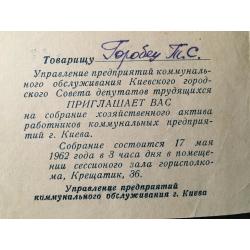 Товарищу Горобец Т.С.
Управление предприятий коммуналь-
ного обслуживания Киевского город-
ского Совета депутатов трудящихся
ПРИГЛАШАЕТ ВАС
на собрание хозяйственного актива
работников коммунальных предприя-
тий г. Киева.
Собрание состоится 17 мая
1962 года в 3 часа дня в помеще-
нии сессионного зала горисполко-
ма, Крещатик, 36.
Управление предприятий
коммунального обслуживания г. Киева